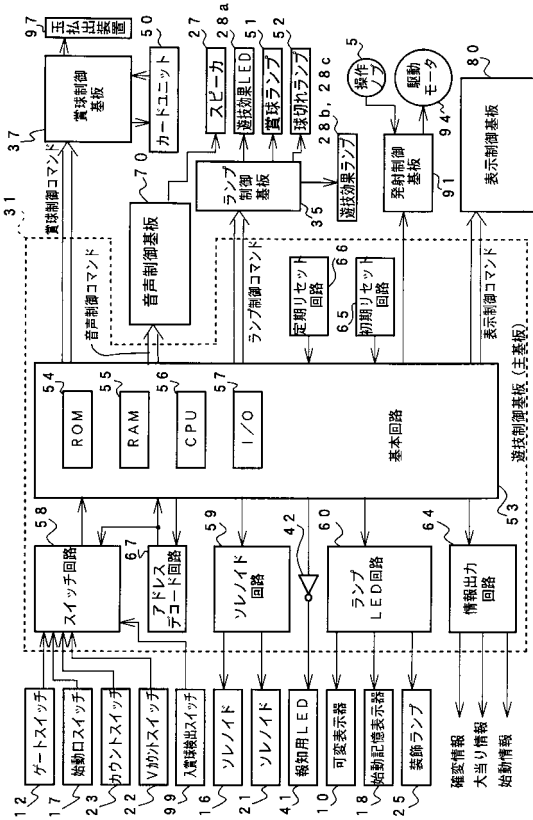 97
玉払出装置
37
賞球制御
基板
50
カードユニット
27
スピーカ
28a
遊技効果LED
51
賞球ランプ
52
球切れランプ
28b, 28c
遊技効果ランプ
5
操作
ノブ
駆動
モータ
94
80
表示制御基板
発射制御
基板
91
ランプ
制御
基板
35
70
音声制御基板
31
賞球制御コマンド
音声制御コマンド
ランプ制御コマンド
定期リセット
回路
66
初期リセット
回路
65
表示制御コマンド
54
ROM
55
RAM
56
CPU
57
I/O
基本回路
53
遊技制御基板(主基板)
58
スイッチ回路
67
アドレス
デコード回路
59
ソレノイド
回路
42
60
ランプ
LED回路
64
情報出力
回路
12
ゲートスイッチ
17
始動口スイッチ
23
カウントスイッチ
22
Vカウントスイッチ
99
入賞球検出スイッチ
16
ソレノイド
21
ソレノイド
41
報知用LED
10
可変表示器
18
始動記憶表示器
25
装飾ランプ
確変情報
大当り情報
始動情報